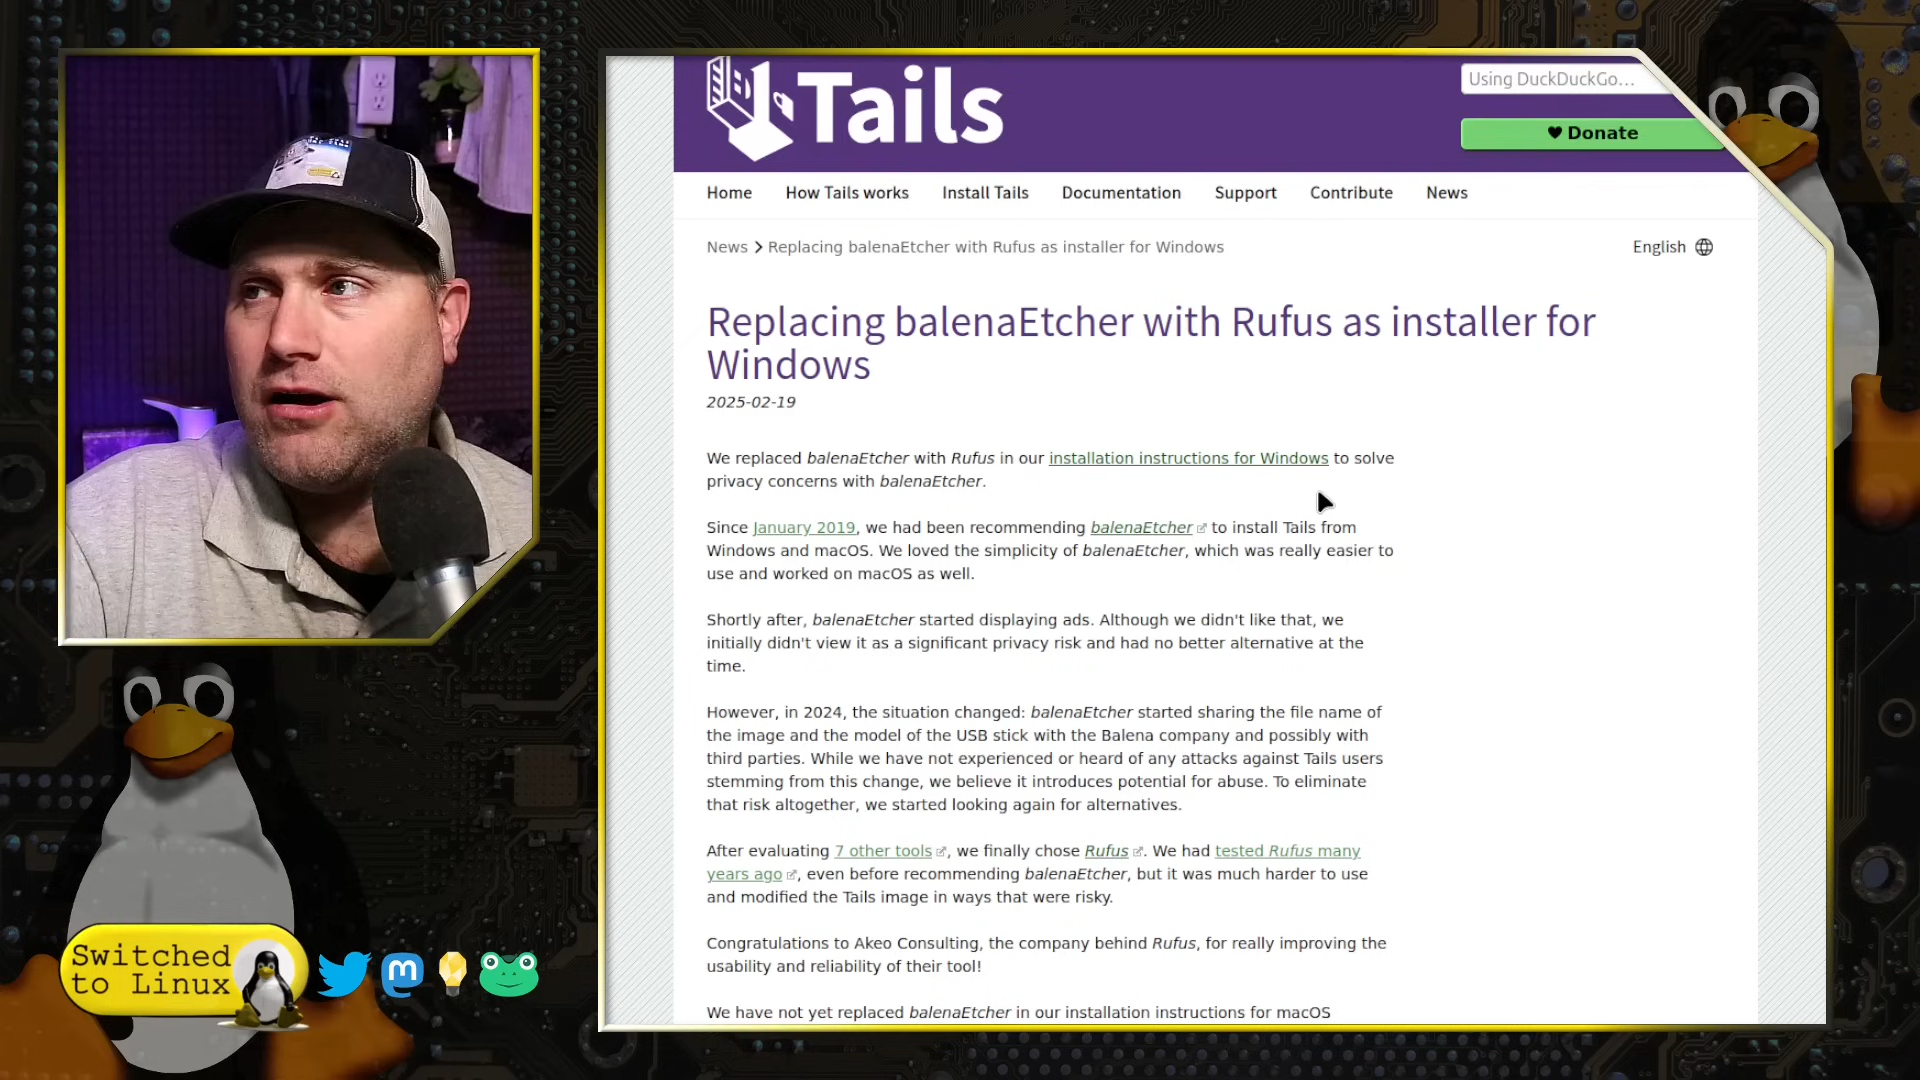 Tails
Using DuckDuckGo...
♥ Donate
Home How Tails works Install Tails Documentation Support Contribute News
News > Replacing balenaEtcher with Rufus as installer for Windows
English
Replacing balenaEtcher with Rufus as installer for
Windows
2025-02-19
We replaced balenaEtcher with Rufus in our installation instructions for Windows to solve
privacy concerns with balenaEtcher.
Since January 2019, we had been recommending balenaEtcher to install Tails from
Windows and macOS. We loved the simplicity of balenaEtcher, which was really easier to
use and worked on macOS as well.
Shortly after, balenaEtcher started displaying ads. Although we didn't like that, we
initially didn't view it as a significant privacy risk and had no better alternative at the
time.
However, in 2024, the situation changed: balenaEtcher started sharing the file name of
the image and the model of the USB stick with the Balena company and possibly with
third parties. While we have not experienced or heard of any attacks against Tails users
stemming from this change, we believe it introduces potential for abuse. To eliminate
that risk altogether, we started looking again for alternatives.
After evaluating 7 other tools, we finally chose Rufus. We had tested Rufus many
years ago, even before recommending balenaEtcher, but it was much harder to use
and modified the Tails image in ways that were risky.
Congratulations to Akeo Consulting, the company behind Rufus, for really improving the
usability and reliability of their tool!
We have not yet replaced balenaEtcher in our installation instructions for macOS
Switched
to Linux
m